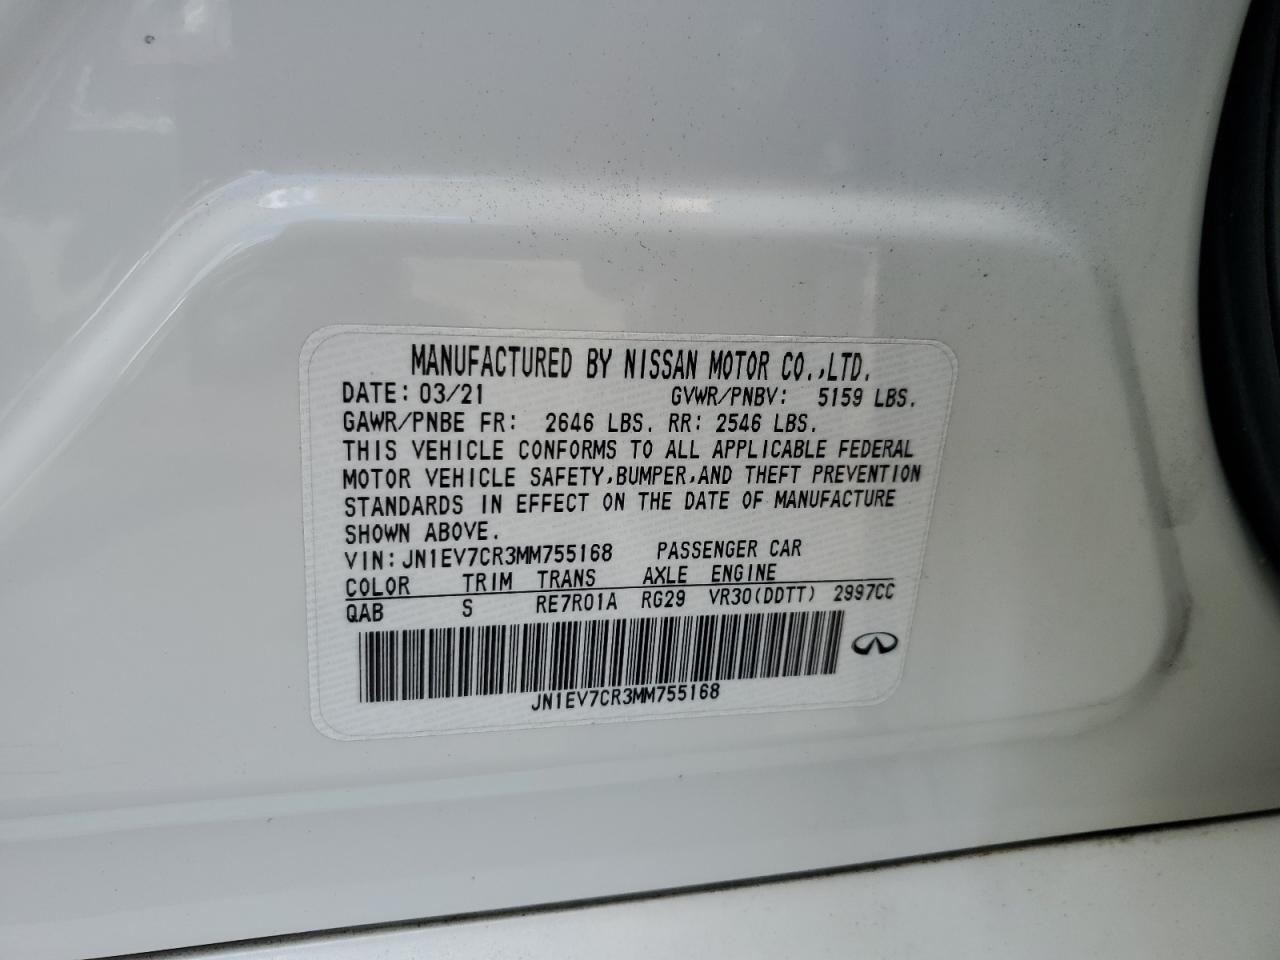 MANUFACTURED BY NISSAN MOTOR CO.,LTD.
DATE: 03/21 GVWR/PNBV: 5159 LBS.
GAWR/PNBE FR: 2646 LBS. RR: 2546 LBS.
THIS VEHICLE CONFORMS TO ALL APPLICABLE FEDERAL
MOTOR VEHICLE SAFETY,BUMPER,AND THEFT PREVENTION
STANDARDS IN EFFECT ON THE DATE OF MANUFACTURE
SHOWN ABOVE.
VIN:JN1EV7CR3MM755168 PASSENGER CAR
COLOR TRIM TRANS AXLE ENGINE
QAB S RE7R01A RG29 VR30(DDTT) 2997CC
JN1EV7CR3MM755168